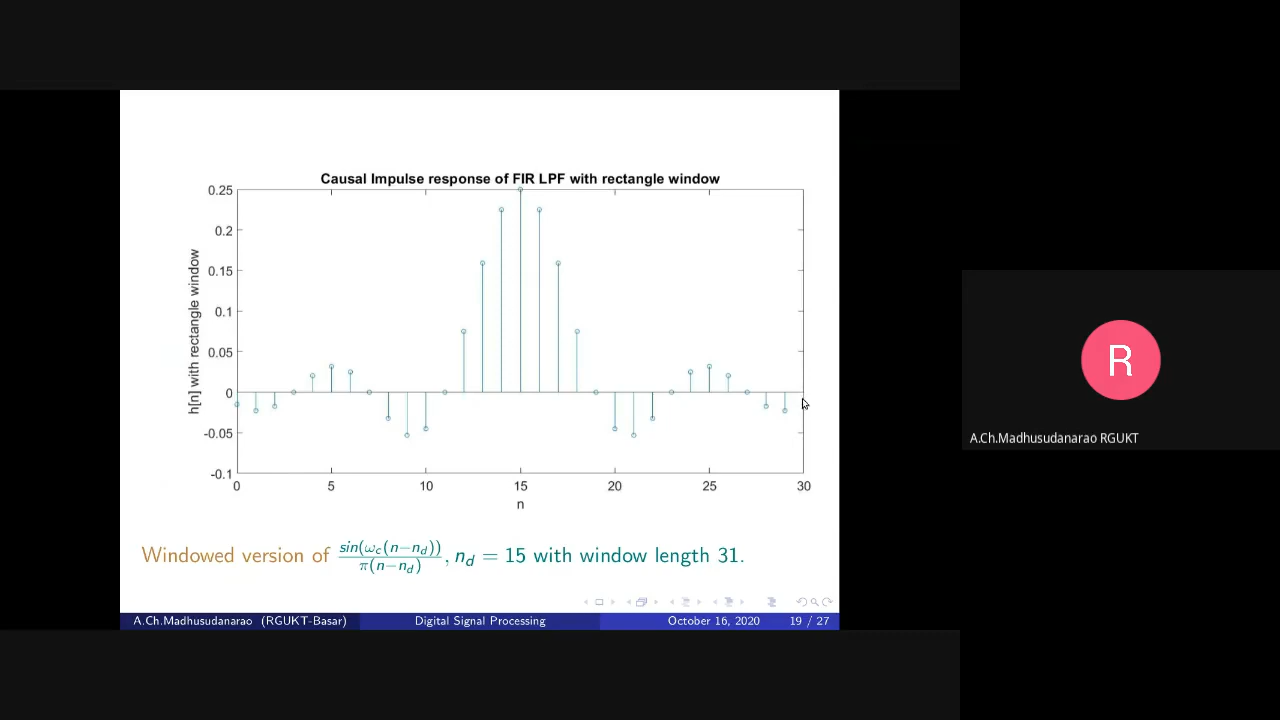 Causal Impulse response of FIR LPF with rectangle window
0.25
0.2
0.15
0.1
0.05
0
-0.05
-0.1
h[n] with rectangle window
0 5 10 15 20 25 30
n
Windowed version of sin(ω_c(n−n_d))/π(n−n_d), n_d = 15 with window length 31.
A.Ch.Madhusudanarao (RGUKT-Basar) Digital Signal Processing October 16, 2020 19 / 27
R
A.Ch.Madhusudanarao RGUKT